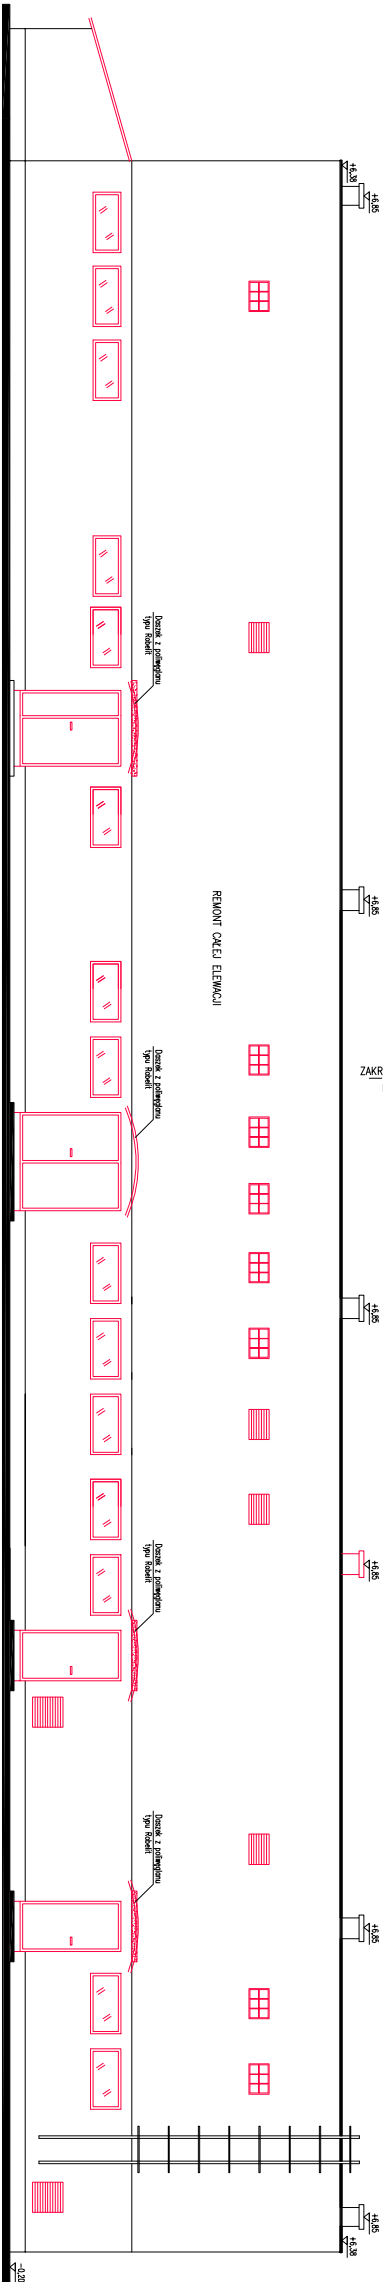 +6,38
+6,85
Daszek z poliwęglanu
typu Robelit
+6,85
REMONT CAŁEJ ELEWACJI
ZAKR
Daszek z poliwęglanu
typu Robelit
+6,85
Daszek z poliwęglanu
typu Robelit
+6,85
Daszek z poliwęglanu
typu Robelit
+6,85
+6,85
+6,38
-0,20